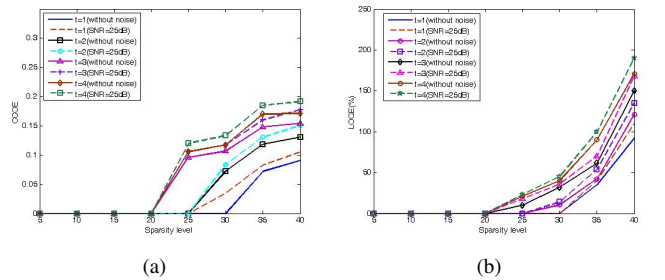 0.35
0.3
0.25
0.2
0.15
0.1
0.05
0
CCDE
5 10 15 20 25 30 35 40
Sparsity level
t=1(without noise)
t=1(SNR=25dB)
t=2(without noise)
t=2(SNR=25dB)
t=3(without noise)
t=3(SNR=25dB)
t=4(without noise)
t=4(SNR=25dB)
(a)
250
200
150
100
50
0
LOCE(%)
5 10 15 20 25 30 35 40
Sparsity level
t=1(without noise)
t=1(SNR=25dB)
t=2(without noise)
t=2(SNR=25dB)
t=3(without noise)
t=3(SNR=25dB)
t=4(without noise)
t=4(SNR=25dB)
(b)